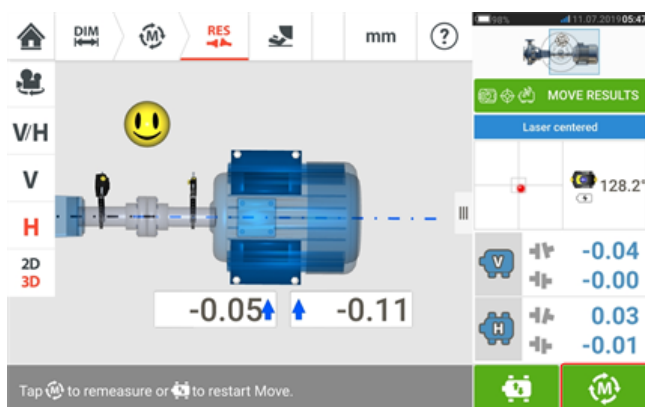 DIM
M
RES
mm
?
98%
11.07.2019 05:47
MOVE RESULTS
Laser centered
128.2°
V/H
V
H
2D
3D
-0.05
-0.11
V
-0.04
-0.00
H
0.03
-0.01
Tap M to remeasure or to restart Move.
M